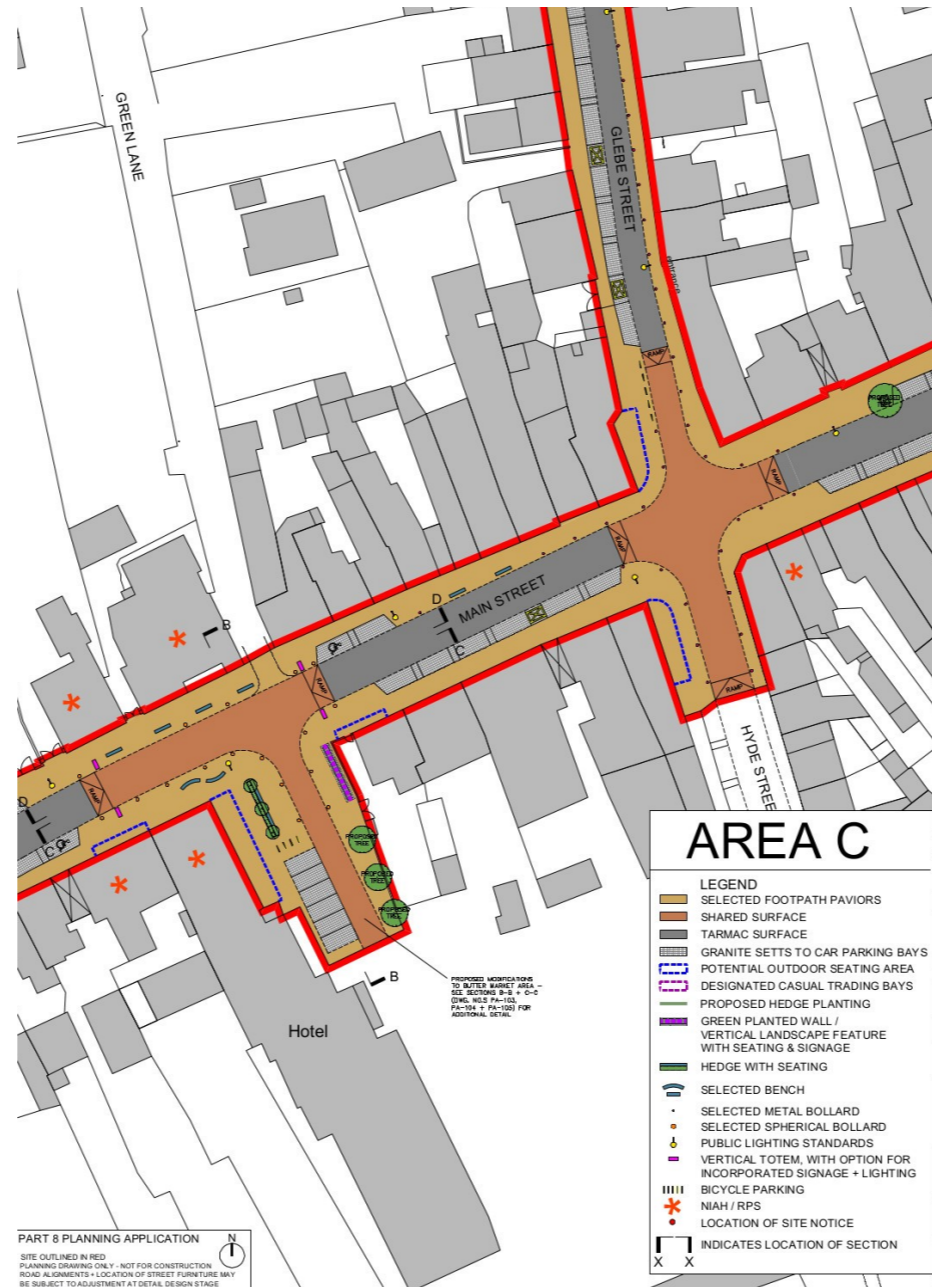 GREEN LANE
GLEBE STREET
entrance
RAMP
PROPOSED
TREE
RAMP
RAMP
MAIN STREET
D
C
B
RAMP
RAMP
HYDE STREE
RAMP
D
C
PROPOSED
TREE
PROPOSED
TREE
PROPOSED
TREE
B
PROPOSED MODIFICATIONS
TO BUTTER MARKET AREA -
SEE SECTIONS B-B + C-C
(DWG. NO.S PA-103,
PA-104 + PA-105) FOR
ADDITIONAL DETAIL
Hotel
AREA C
LEGEND
SELECTED FOOTPATH PAVIORS
SHARED SURFACE
TARMAC SURFACE
GRANITE SETTS TO CAR PARKING BAYS
POTENTIAL OUTDOOR SEATING AREA
DESIGNATED CASUAL TRADING BAYS
PROPOSED HEDGE PLANTING
GREEN PLANTED WALL /
VERTICAL LANDSCAPE FEATURE
WITH SEATING & SIGNAGE
HEDGE WITH SEATING
SELECTED BENCH
SELECTED METAL BOLLARD
SELECTED SPHERICAL BOLLARD
PUBLIC LIGHTING STANDARDS
VERTICAL TOTEM, WITH OPTION FOR
INCORPORATED SIGNAGE + LIGHTING
BICYCLE PARKING
NIAH / RPS
LOCATION OF SITE NOTICE
INDICATES LOCATION OF SECTION
X X
PART 8 PLANNING APPLICATION
N
SITE OUTLINED IN RED
PLANNING DRAWING ONLY - NOT FOR CONSTRUCTION
ROAD ALIGNMENTS + LOCATION OF STREET FURNITURE MAY
BE SUBJECT TO ADJUSTMENT AT DETAIL DESIGN STAGE